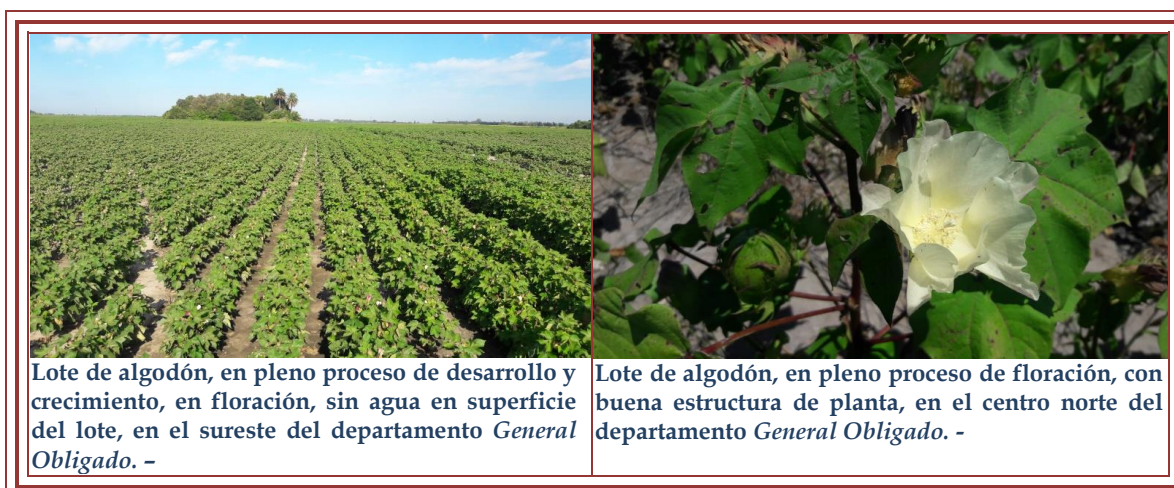 Lote de algodón, en pleno proceso de desarrollo y
crecimiento, en floración, sin agua en superficie
del lote, en el sureste del departamento General
Obligado. –
Lote de algodón, en pleno proceso de floración, con
buena estructura de planta, en el centro norte del
departamento General Obligado. -